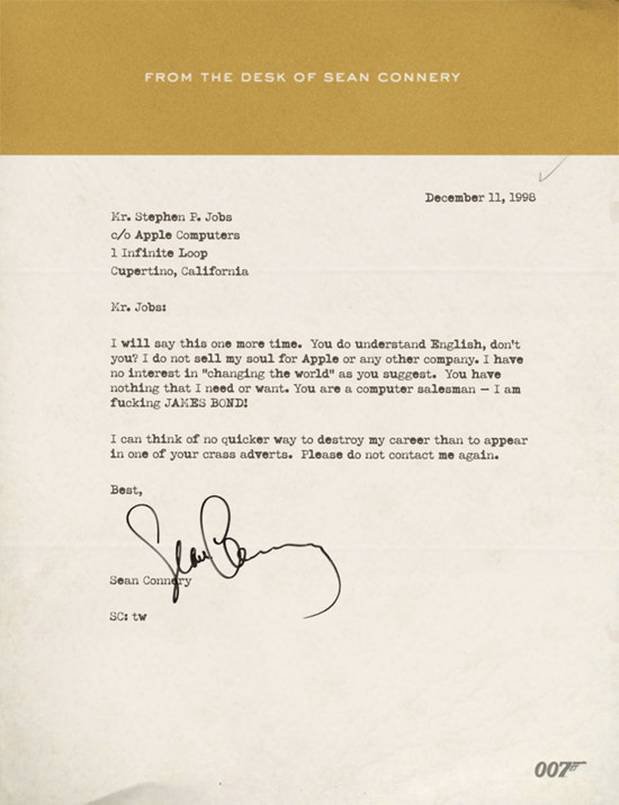 FROM THE DESK OF SEAN CONNERY
December 11, 1998
Mr. Stephen P. Jobs
c/o Apple Computers
1 Infinite Loop
Cupertino, California
Mr. Jobs:
I will say this one more time. You do understand English, don't
you? I do not sell my soul for Apple or any other company. I have
no interest in "changing the world" as you suggest. You have
nothing that I need or want. You are a computer salesman — I am
fucking JAMES BOND!
I can think of no quicker way to destroy my career than to appear
in one of your crass adverts. Please do not contact me again.
Best,
Sean Connery
Sean Connery
SC: tw
007